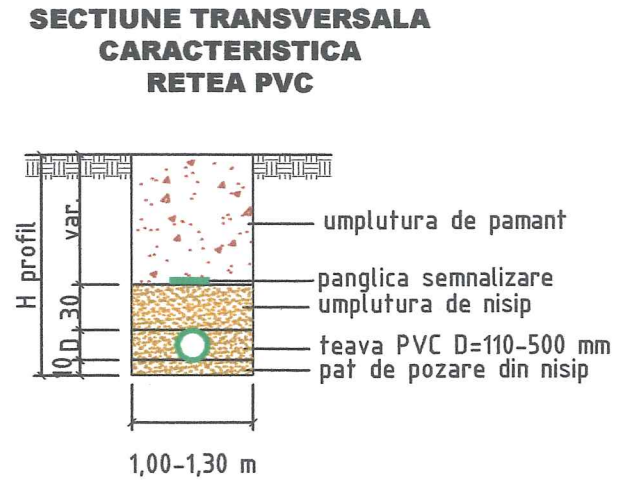 SECTIUNE TRANSVERSALA
CARACTERISTICA
RETEA PVC
H profil
var.
30
D
10
umplutura de pamant
panglica semnalizare
umplutura de nisip
teava PVC D=110-500 mm
pat de pozare din nisip
1,00-1,30 m